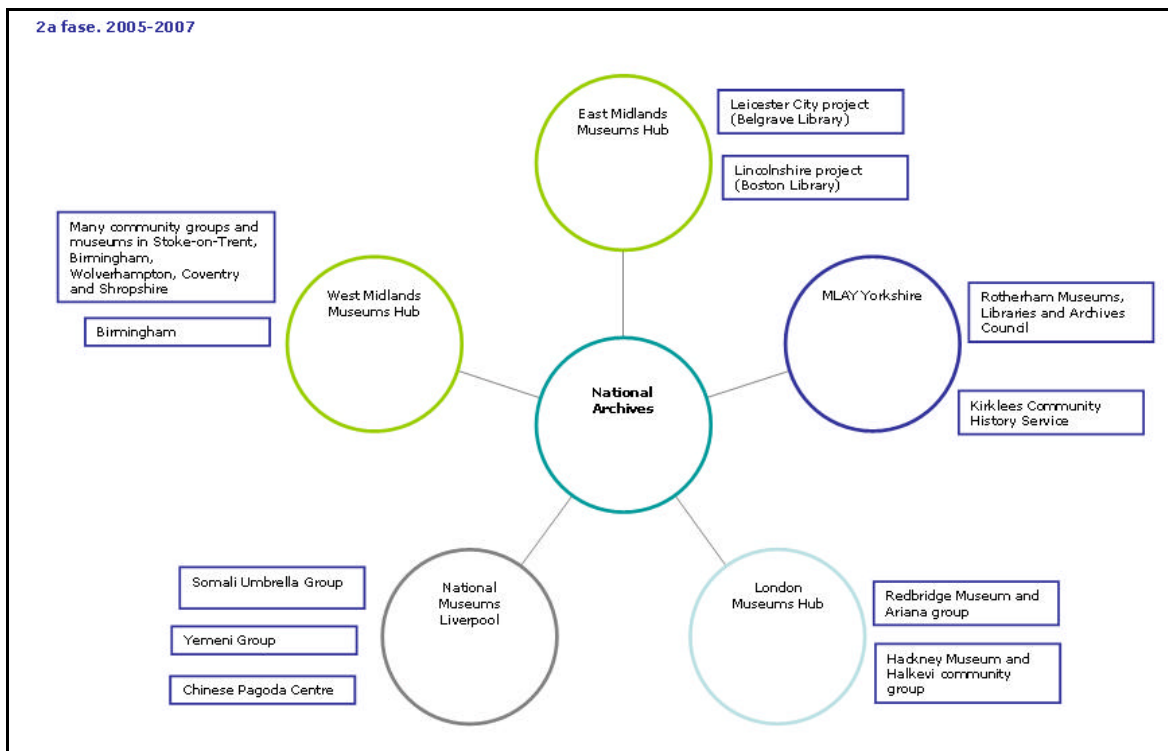 2a fase. 2005-2007
East Midlands
Museums Hub
Leicester City project
(Belgrave Library)
Lincolnshire project
(Boston Library)
Many community groups and
museums in Stoke-on-Trent,
Birmingham,
Wolverhampton, Coventry
and Shropshire
Birmingham
West Midlands
Museums Hub
MLAY Yorkshire
Rotherham Museums,
Libraries and Archives
Council
Kirklees Community
History Service
National
Archives
Somali Umbrella Group
Yemeni Group
Chinese Pagoda Centre
National
Museums
Liverpool
London
Museums Hub
Redbridge Museum and
Ariana group
Hackney Museum and
Halkevi community
group